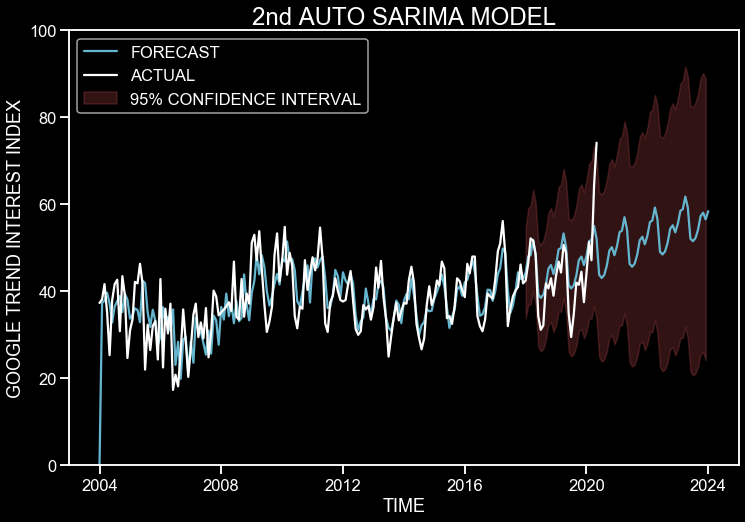 2nd AUTO SARIMA MODEL
FORECAST
ACTUAL
95% CONFIDENCE INTERVAL
GOOGLE TREND INTEREST INDEX
100
80
60
40
20
0
2004 2008 2012 2016 2020 2024
TIME